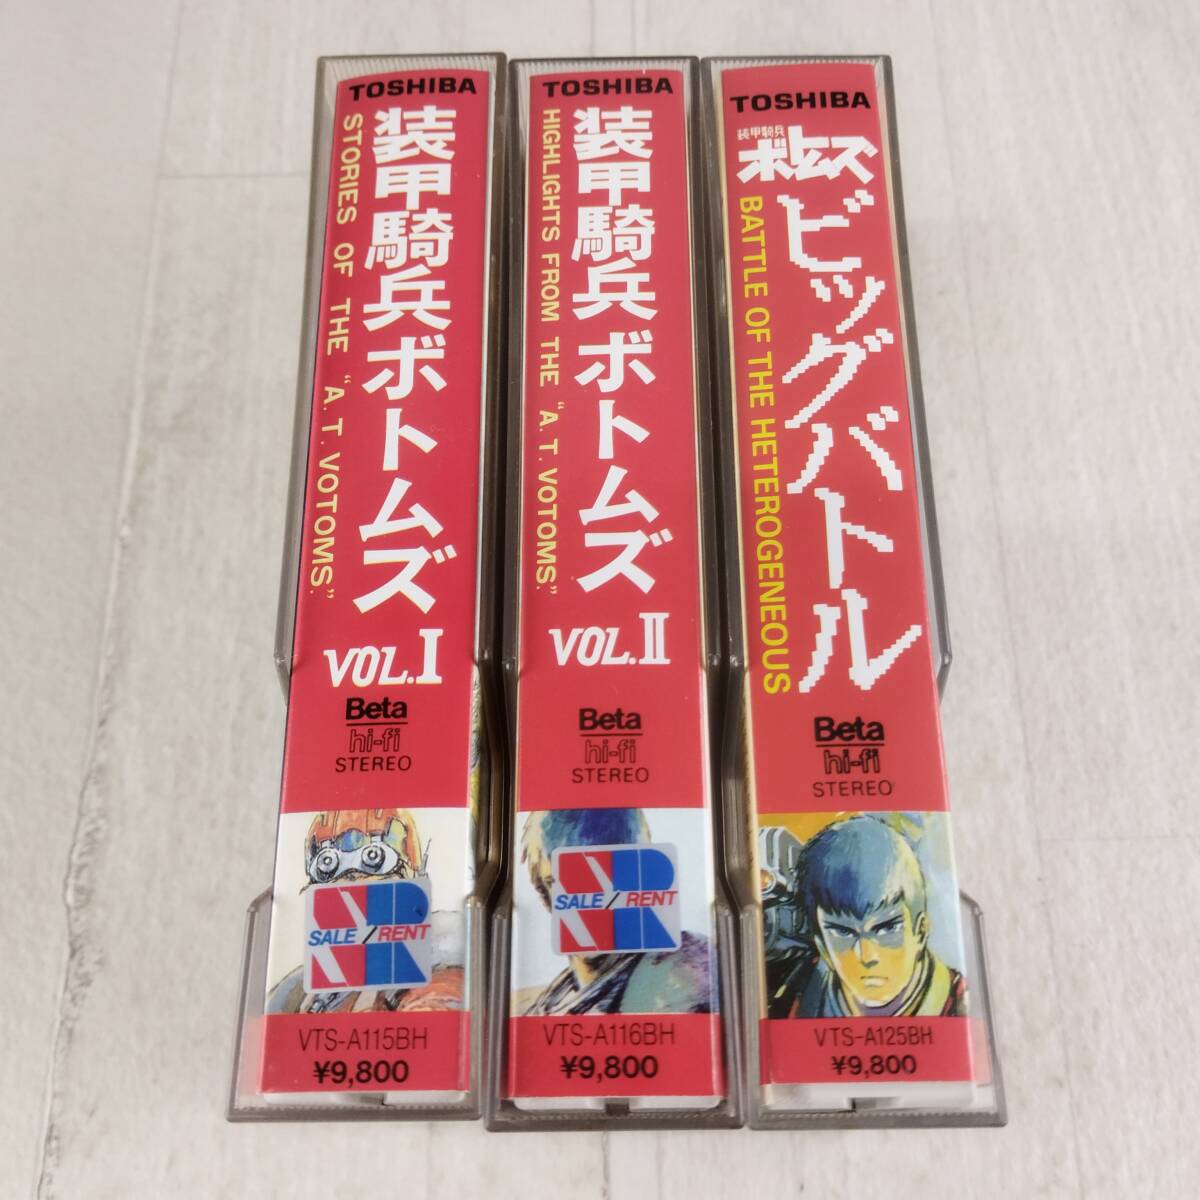 TOSHIBA
装甲騎兵ボトムズ
STORIES OF THE “A.T.VOTOMS.”
VOL.I
Beta
hi-fi
STEREO
SALE/RENT
VTS-A115BH
¥9,800
TOSHIBA
装甲騎兵ボトムズ
HIGHLIGHTS FROM THE “A.T.VOTOMS.”
VOL.II
Beta
hi-fi
STEREO
SALE/RENT
VTS-A116BH
¥9,800
TOSHIBA
装甲騎兵
ボトムズ
ビッグバトル
BATTLE OF THE HETEROGENEOUS
Beta
hi-fi
STEREO
VTS-A125BH
¥9,800